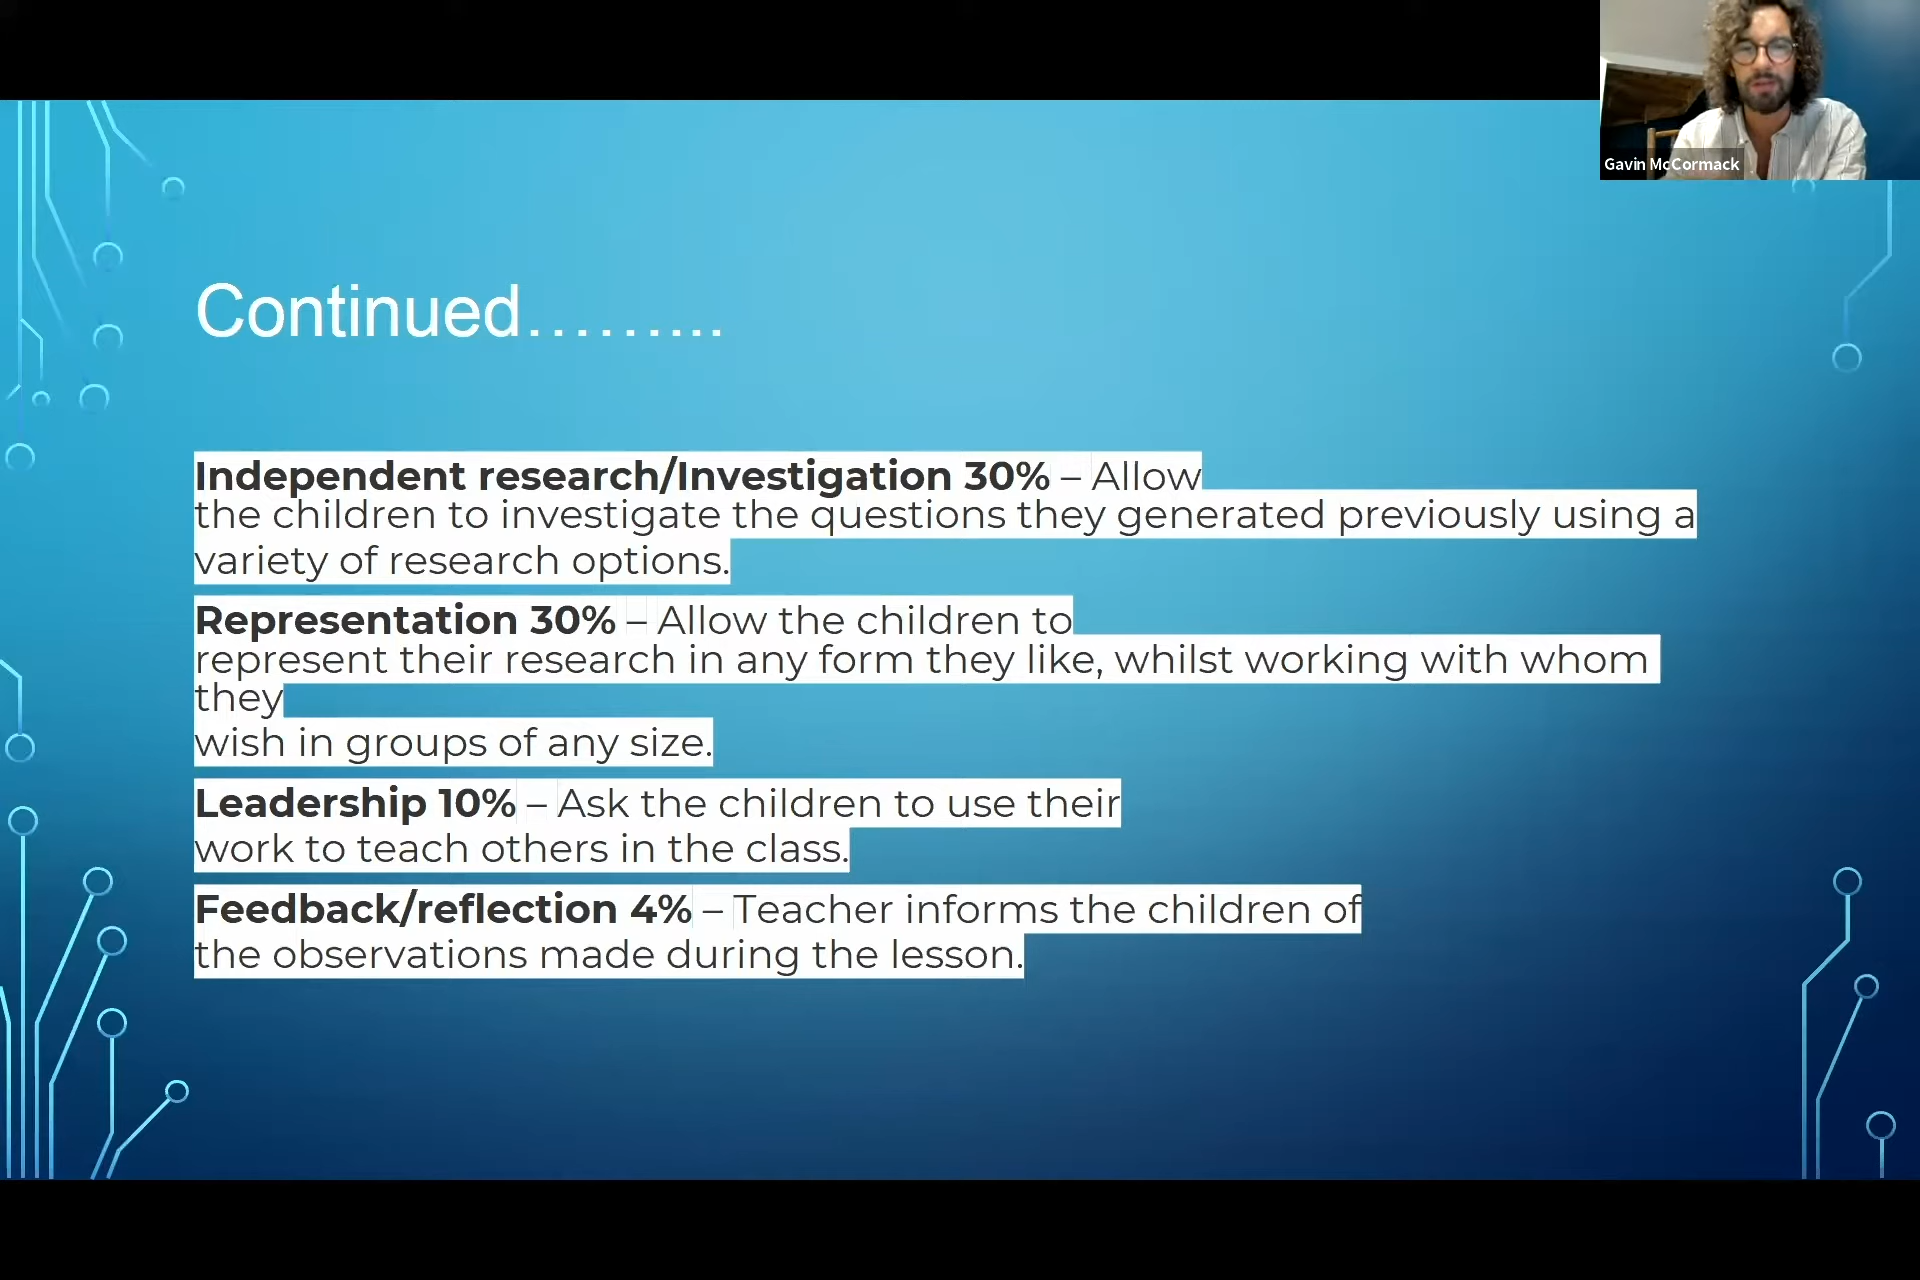 Gavin McCormack
Continued………..
Independent research/Investigation 30% – Allow
the children to investigate the questions they generated previously using a
variety of research options.
Representation 30% – Allow the children to
represent their research in any form they like, whilst working with whom
they
wish in groups of any size.
Leadership 10% – Ask the children to use their
work to teach others in the class.
Feedback/reflection 4% – Teacher informs the children of
the observations made during the lesson.